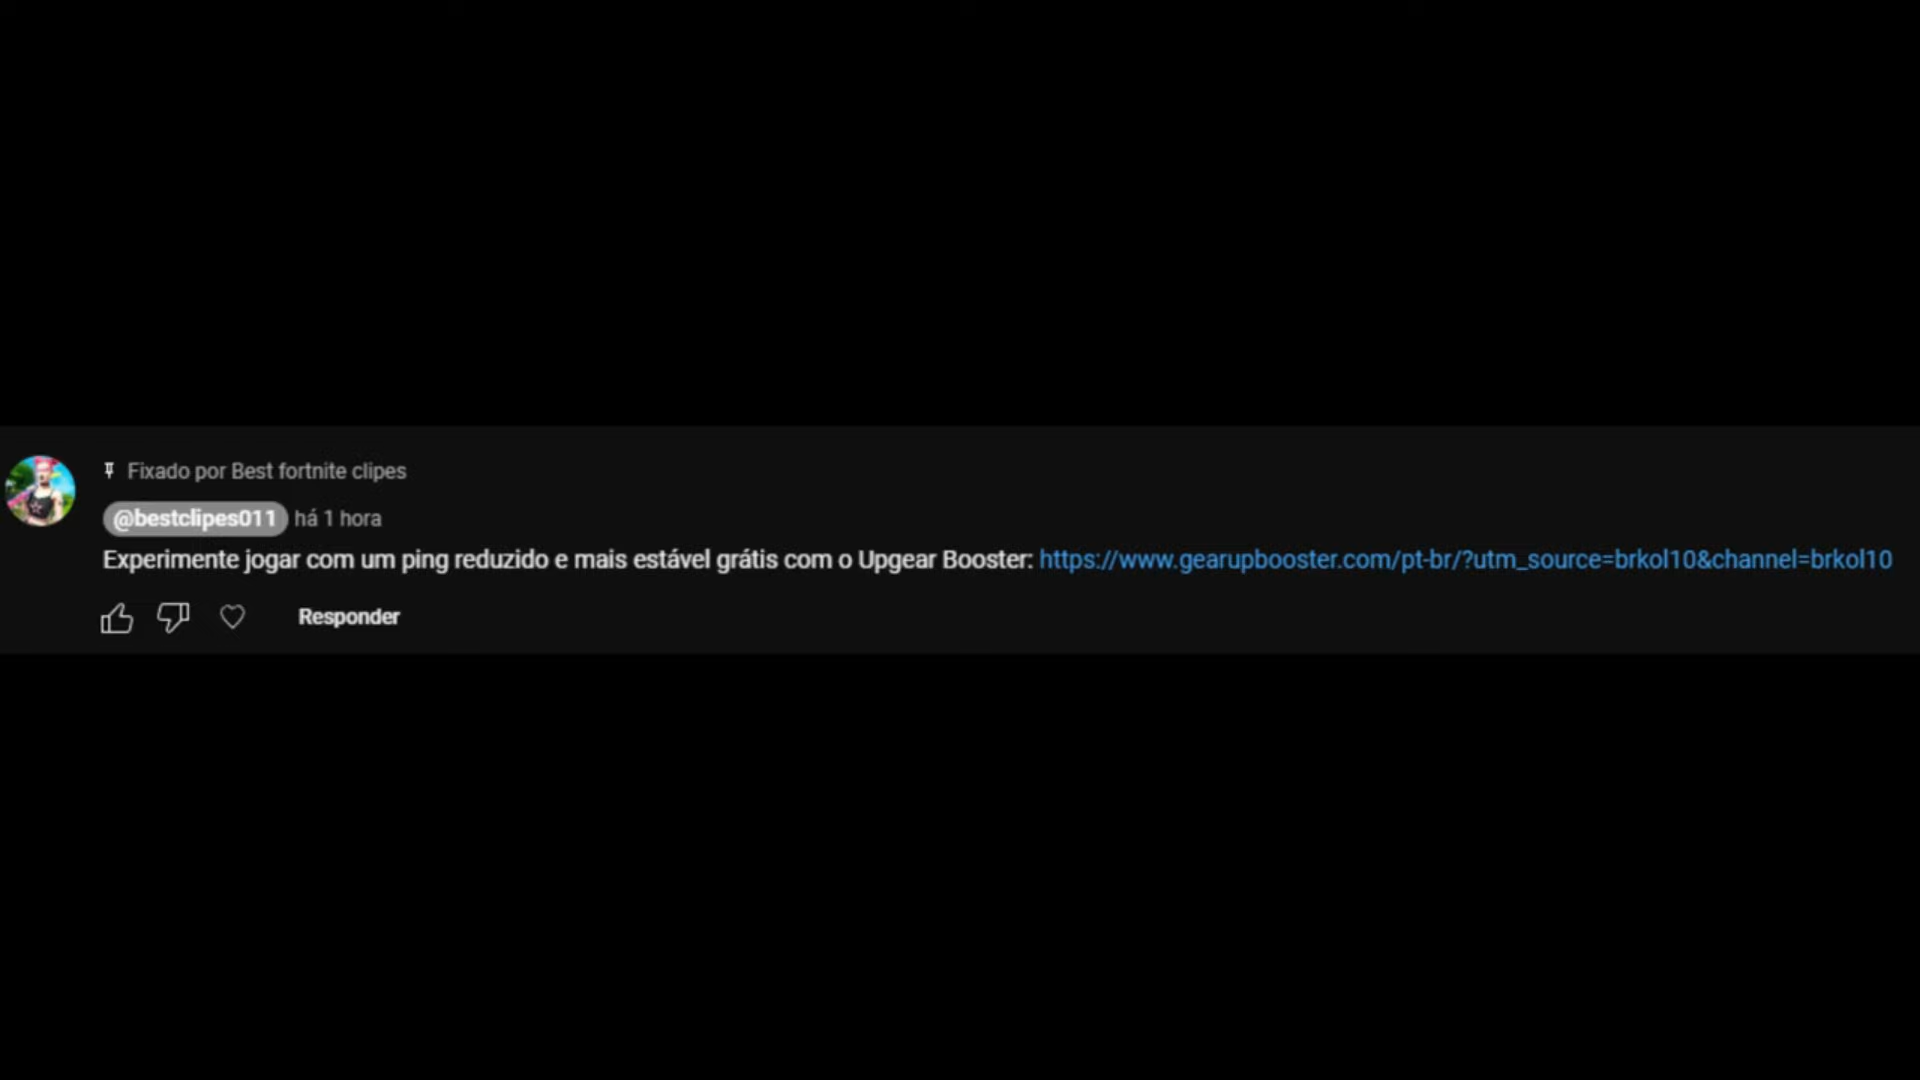 Fixado por Best fortnite clipes
@bestclipes011 há 1 hora
Experimente jogar com um ping reduzido e mais estável grátis com o Upgear Booster: https://www.gearupbooster.com/pt-br/?utm_source=brkol10&channel=brkol10
Responder